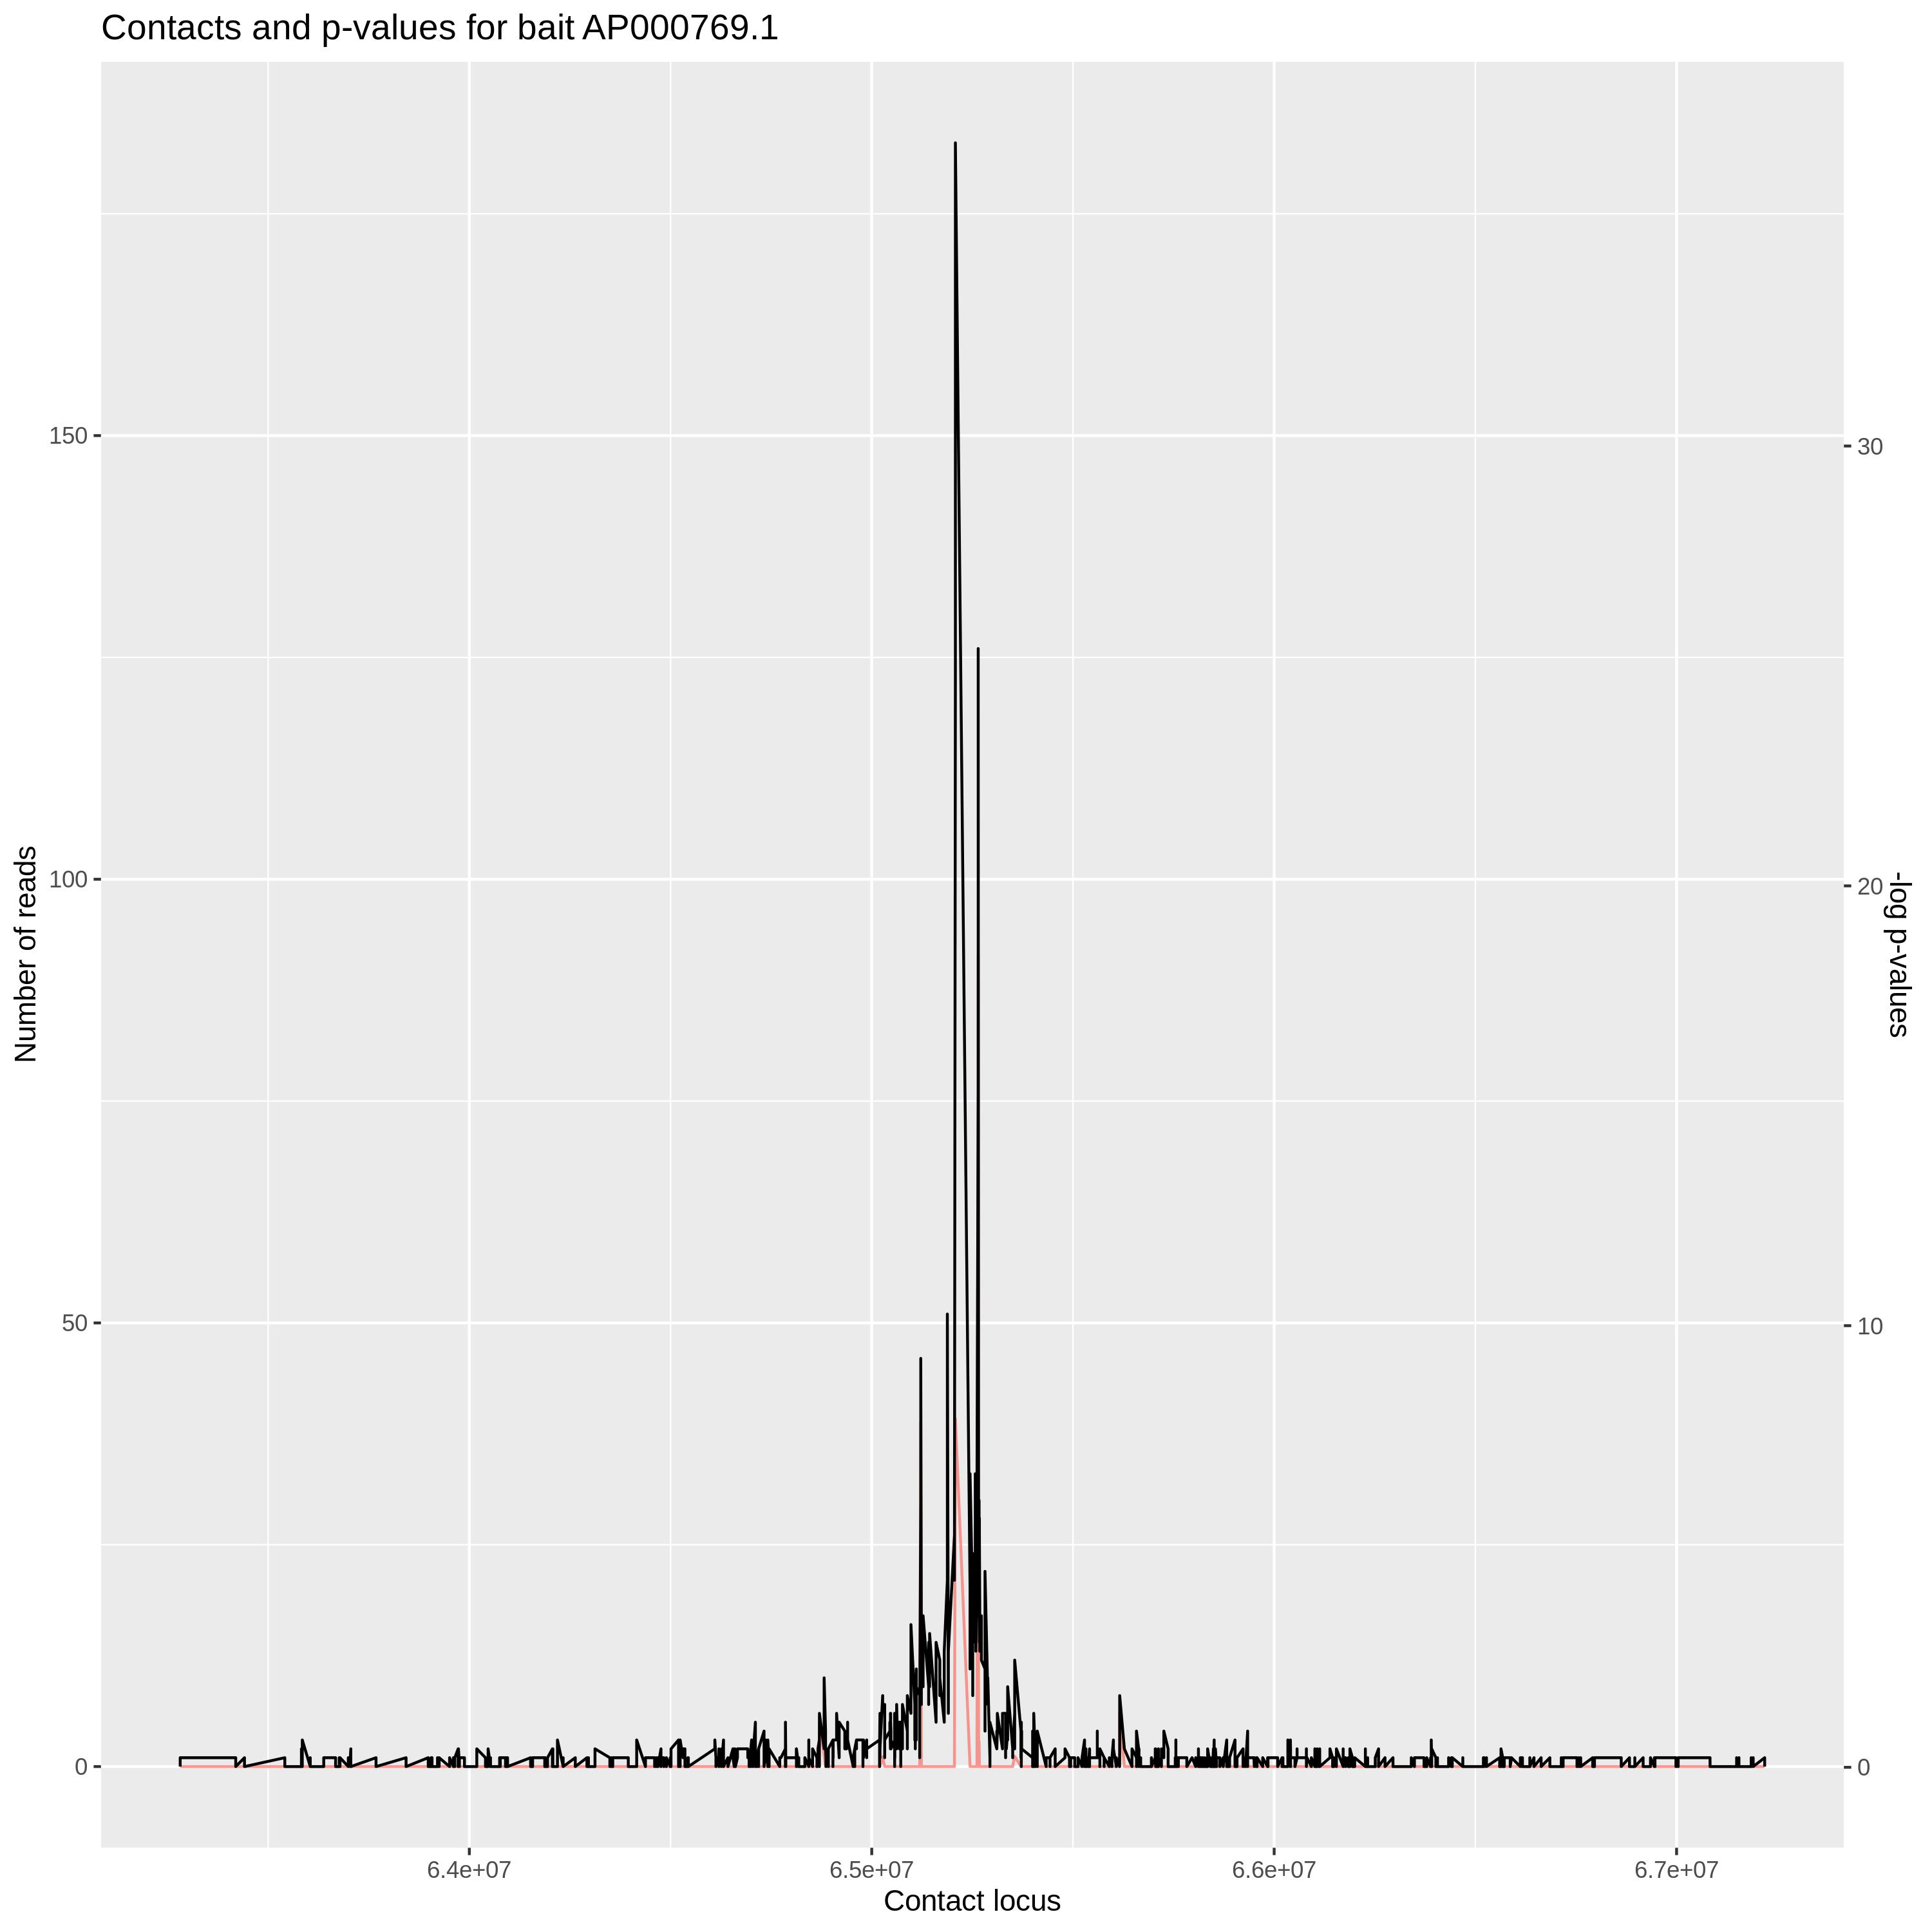 Contacts and p-values for bait AP000769.1
Number of reads
150
100
50
0
30
20
10
0
-log p-values
6.4e+07
6.5e+07
6.6e+07
6.7e+07
Contact locus